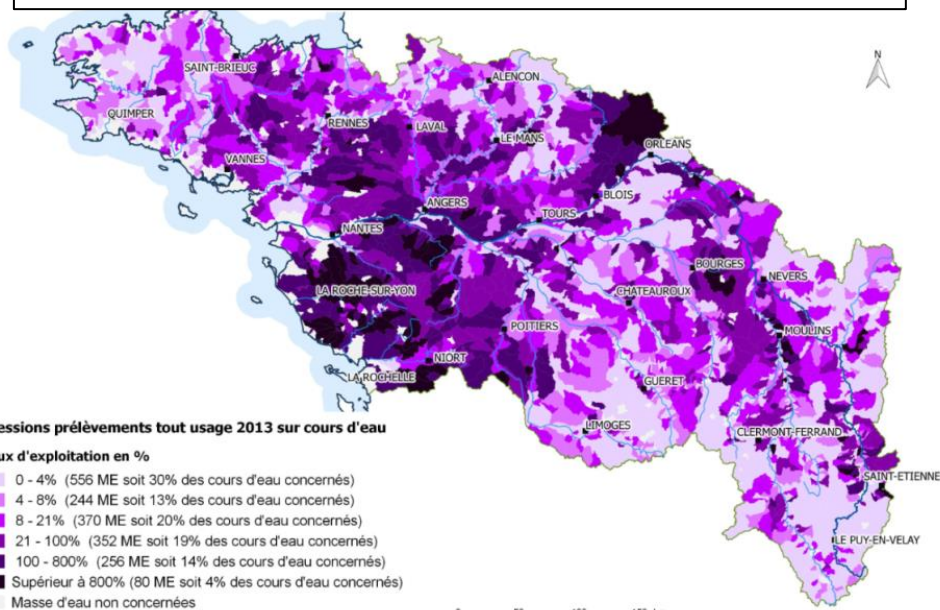 N
ALENCON
SAINT-BRIEUC
QUIMPER
RENNES
LAVAL
LE MANS
ORLEANS
VANNES
BLOIS
ANGERS
TOURS
NANTES
BOURGES
NEVERS
LA ROCHE-SUR-YON
CHATEAUROUX
POITIERS
MOULINS
NIORT
LA ROCHELLE
GUERET
LIMOGES
CLERMONT-FERRAND
SAINT-ETIENNE
LE PUY-EN-VELAY
essions prélèvements tout usage 2013 sur cours d'eau
ux d'exploitation en %
0 - 4% (556 ME soit 30% des cours d'eau concernés)
4 - 8% (244 ME soit 13% des cours d'eau concernés)
8 - 21% (370 ME soit 20% des cours d'eau concernés)
21 - 100% (352 ME soit 19% des cours d'eau concernés)
100 - 800% (256 ME soit 14% des cours d'eau concernés)
Supérieur à 800% (80 ME soit 4% des cours d'eau concernés)
Masse d'eau non concernées